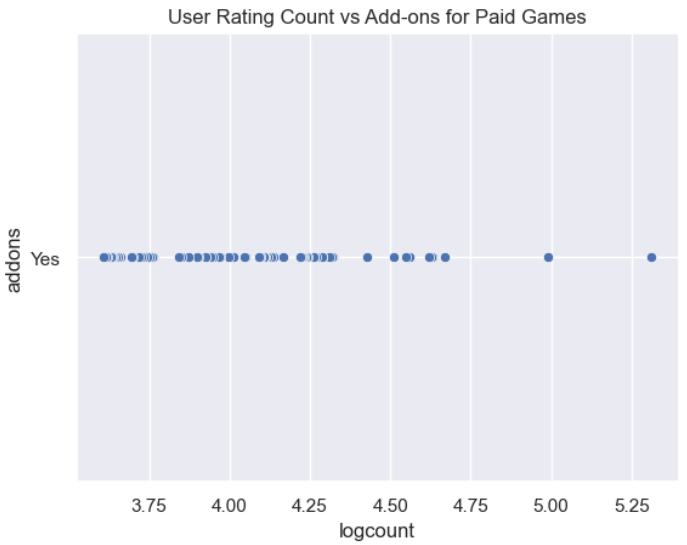 User Rating Count vs Add-ons for Paid Games
addons
Yes
3.75 4.00 4.25 4.50 4.75 5.00 5.25
logcount